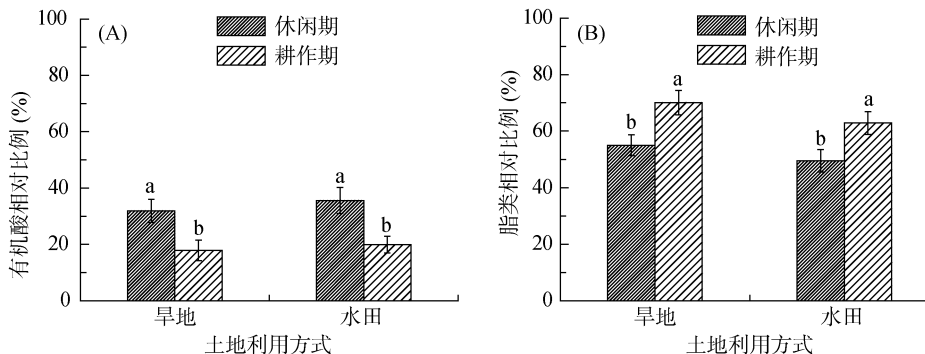 (A)
休闲期
耕作期
有机酸相对比例 (%)
100
80
60
40
20
0
a
b
a
b
旱地
水田
土地利用方式
(B)
休闲期
耕作期
脂类相对比例 (%)
100
80
60
40
20
0
b
a
b
a
旱地
水田
土地利用方式